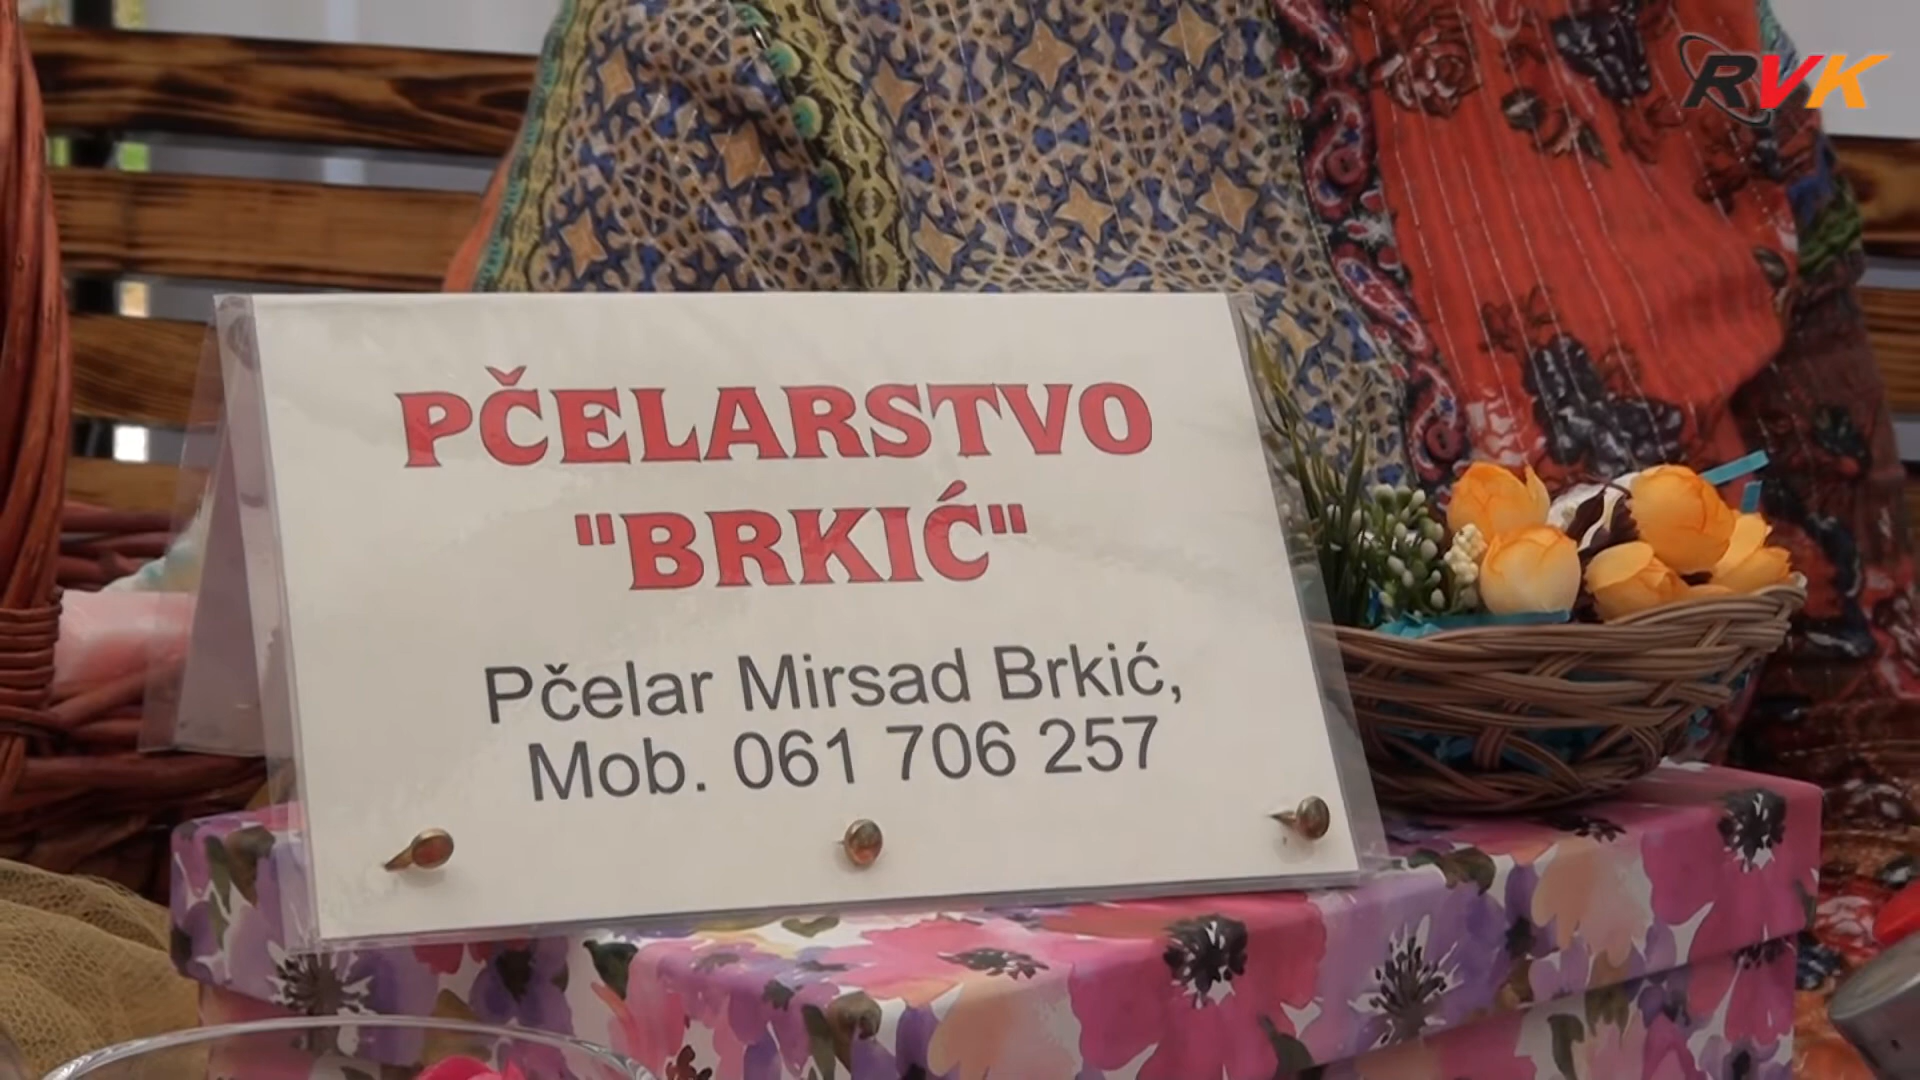 RVK
PČELARSTVO
"BRKIĆ"
Pčelar Mirsad Brkić,
Mob. 061 706 257